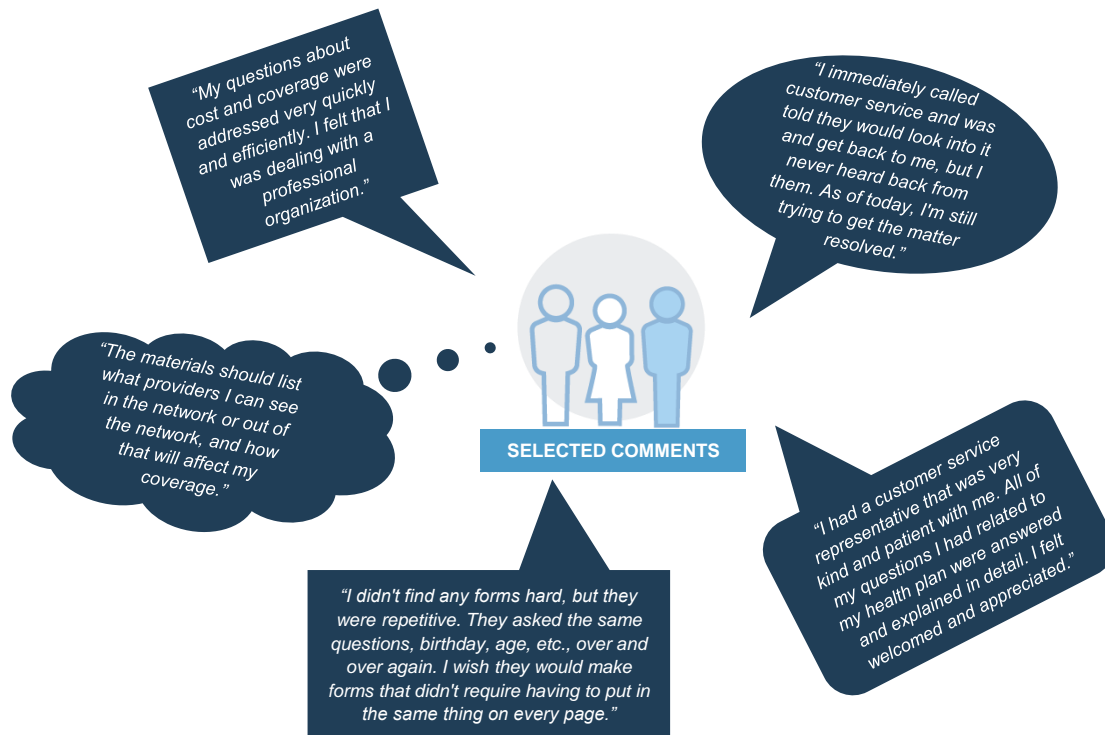 “My questions about
cost and coverage were
addressed very quickly
and efficiently. I felt that I
was dealing with a
professional
organization.”
“I immediately called
customer service and was
told they would look into it
and get back to me, but I
never heard back from
them. As of today, I'm still
trying to get the matter
resolved.”
“The materials should list
what providers I can see
in the network or out of
the network, and how
that will affect my
coverage.”
SELECTED COMMENTS
“I had a customer service
representative that was very
kind and patient with me. All of
my questions I had related to
my health plan were answered
and explained in detail. I felt
welcomed and appreciated.”
“I didn't find any forms hard, but they
were repetitive. They asked the same
questions, birthday, age, etc., over and
over again. I wish they would make
forms that didn't require having to put in
the same thing on every page.”